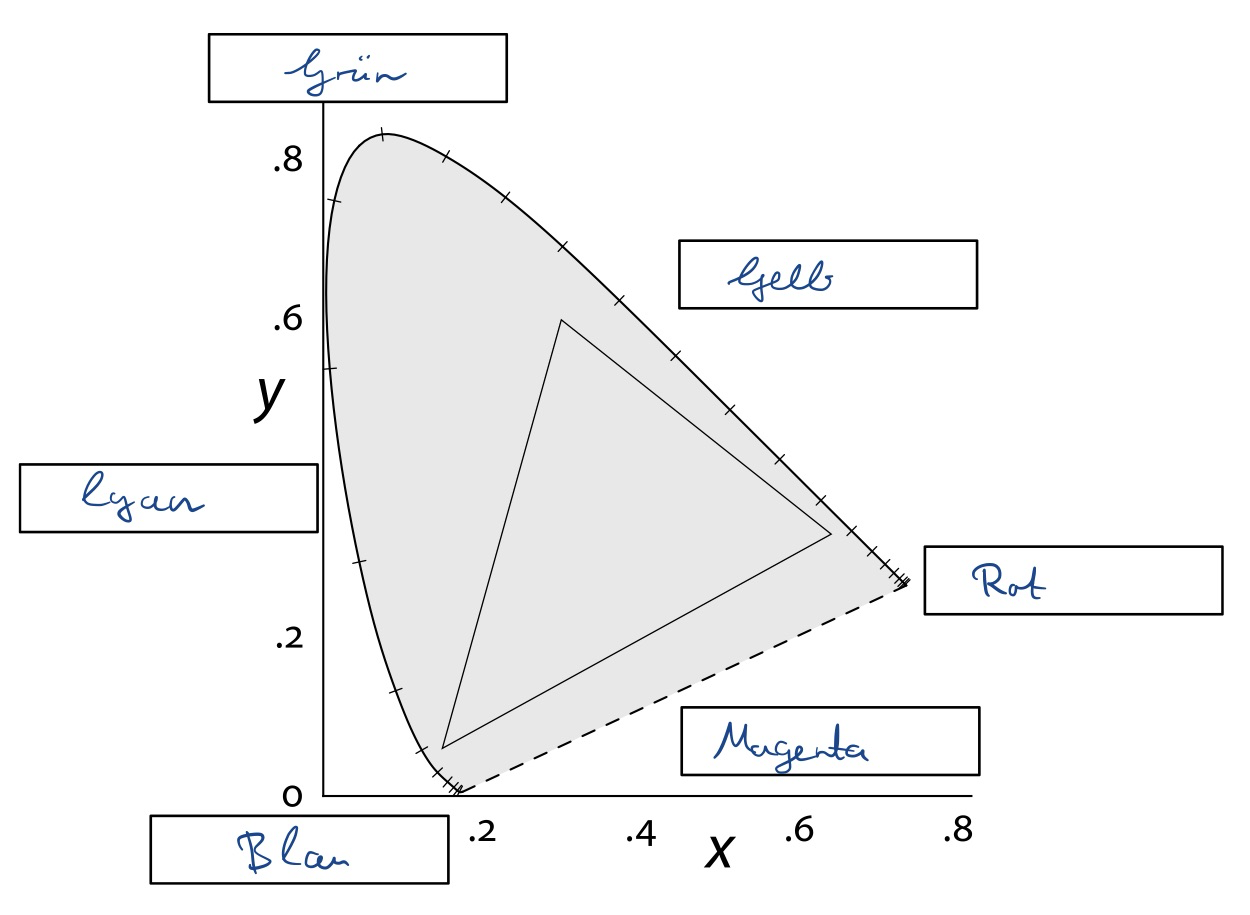 Grün
.8
Gelb
.6
y
Cyan
Rot
.2
Magenta
0
.2 .4 .6 .8
x
Blau